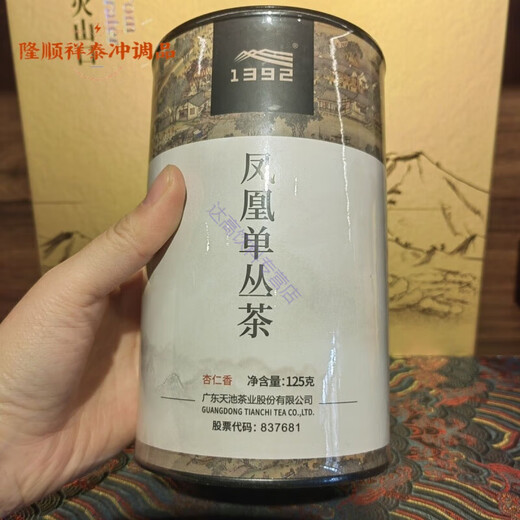 火山
隆顺祥泰冲调品
1392
凤凰单丛茶
杏仁香 净含量:125克
广东天池茶业股份有限公司
GUANGDONG TIANCHI TEA CO.,LTD.
股票代码: 837681